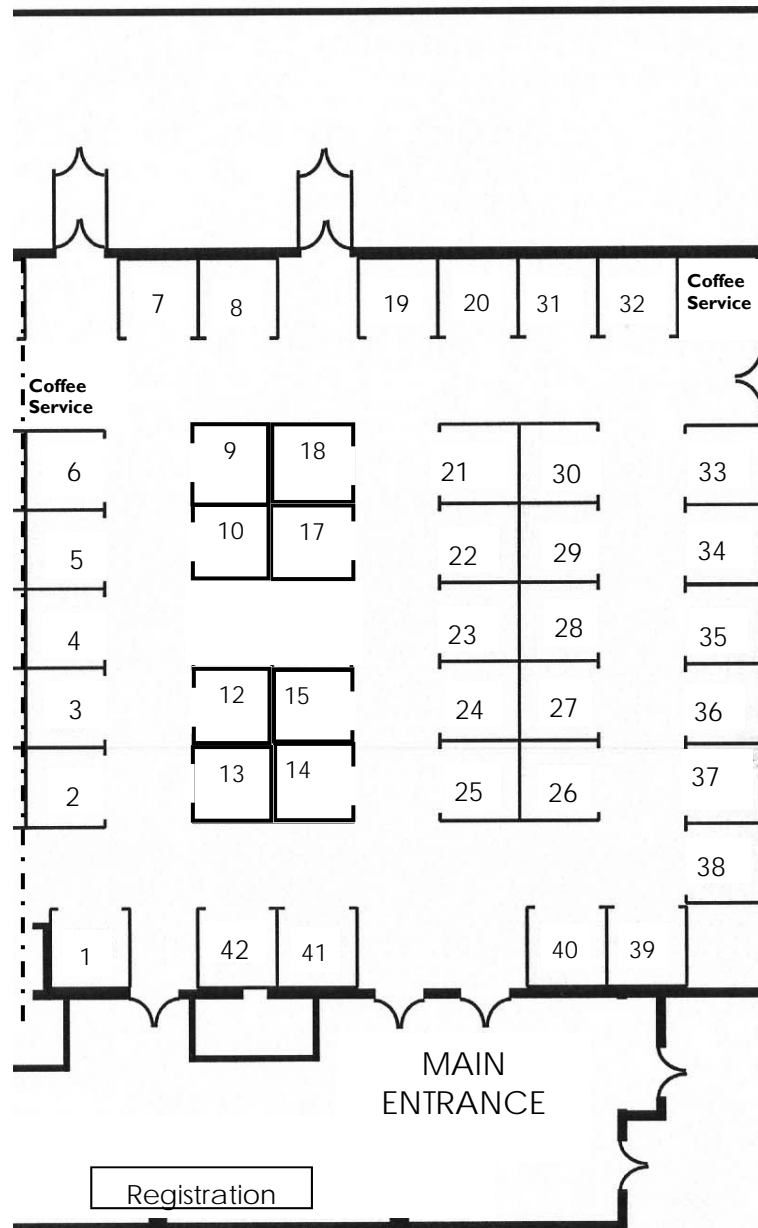 7 8 19 20 31 32
Coffee
Service
Coffee
Service
6 9 18 21 30 33
5 10 17 22 29 34
4 23 28 35
3 12 15 24 27 36
2 13 14 25 26 37
38
1 42 41 40 39
MAIN
ENTRANCE
Registration